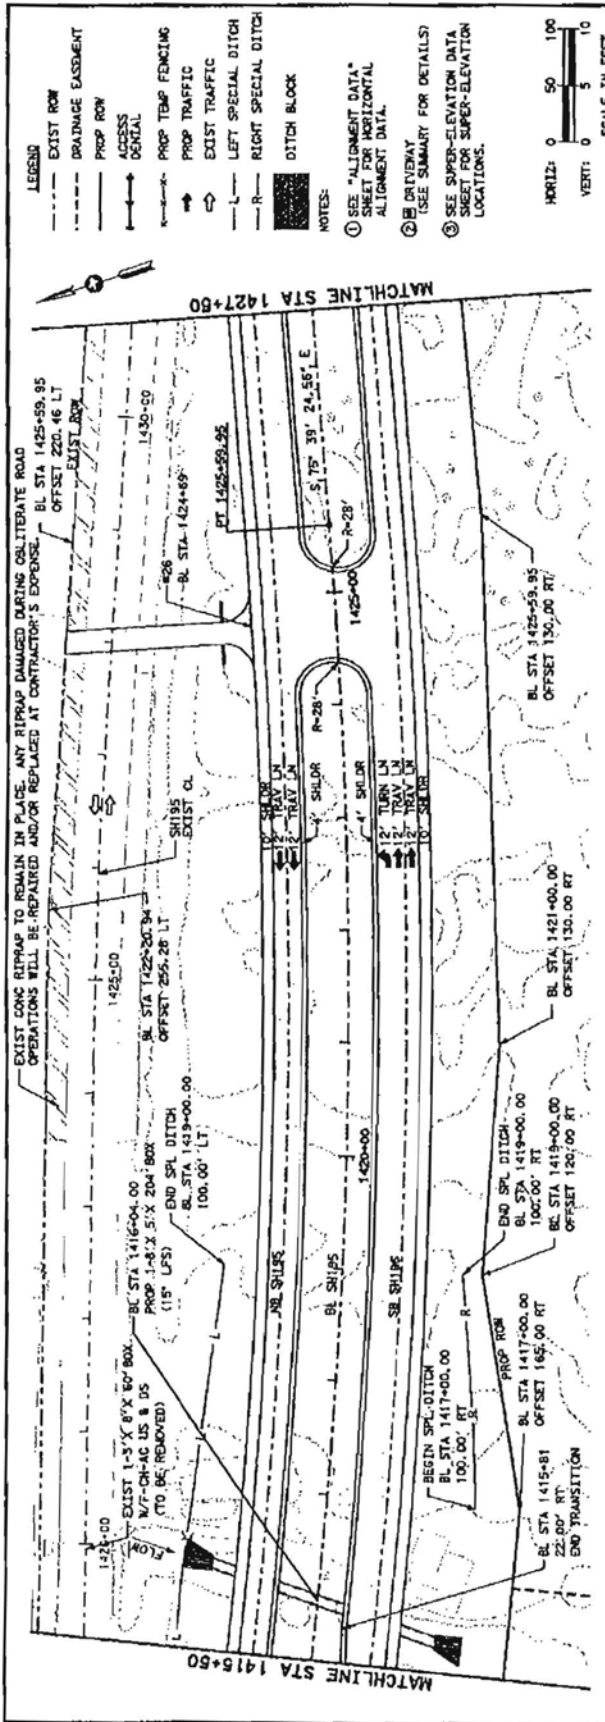 EXIST CONC RIPRAP TO REMAIN IN PLACE. ANY RIPRAP DAMAGED DURING OBLITERATE ROAD
OPERATIONS WILL BE REPAIRED AND/OR REPLACED AT CONTRACTOR'S EXPENSE.
BL STA 1425+59.95
OFFSET 220.46 LT
EXIST ROW
1430+00
SH195
EXIST CL
1425+00
BL STA 1422+20.94
OFFSET 255.28 LT
BL STA 1424+69
PT 1425+59.95
S 75° 39' 24.56" E
R=28'
R=28'
1425+00
10' SHLDR
12' TRAV LN
12' TRAV LN
4' SHLDR
4' SHLDR
12' TURN LN
12' TRAV LN
12' TRAV LN
10' SHLDR
BL STA 1416+04.00
PROP 1-8'X 5'X 204' BOX
(15° LFS)
END SPL DITCH
BL STA 1419+00.00
100.00' LT
W/F-CH-AC US & DS
(TO BE REMOVED)
FLOW
L
L
NB SH195
BL SH195
SB SH195
1420+00
BEGIN SPL DITCH
BL STA 1417+00.00
100.00' RT
R
R
PROP ROW
END SPL DITCH
BL STA 1419+00.00
100.00' RT
BL STA 1419+00.00
OFFSET 120.00 RT
BL STA 1421+00.00
OFFSET 130.00 RT
BL STA 1425+59.95
OFFSET 130.00 RT
BL STA 1417+00.00
OFFSET 165.00 RT
BL STA 1415+81
22.00' RT
END TRANSITION
MATCHLINE STA 1415+50
MATCHLINE STA 1427+50
LEGEND
EXIST ROW
DRAINAGE EASEMENT
PROP ROW
ACCESS
DENIAL
PROP TEMP FENCING
PROP TRAFFIC
EXIST TRAFFIC
L LEFT SPECIAL DITCH
R RIGHT SPECIAL DITCH
DITCH BLOCK
NOTES:
① SEE "ALIGNMENT DATA"
SHEET FOR HORIZONTAL
ALIGNMENT DATA.
② DRIVEWAY
(SEE SUMMARY FOR DETAILS)
③ SEE SUPER-ELEVATION DATA
SHEET FOR SUPER-ELEVATION
LOCATIONS.
HORIZ: 0 50 100
VERT: 0 5 10
SCALE IN FEET